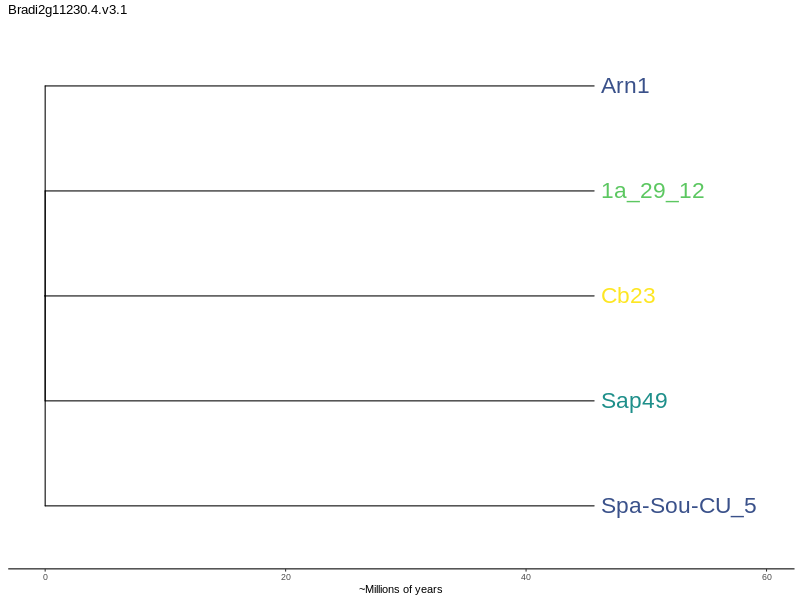 Bradi2g11230.4.v3.1
Arn1
1a_29_12
Cb23
Sap49
Spa-Sou-CU_5
0 20 40 60
~Millions of years